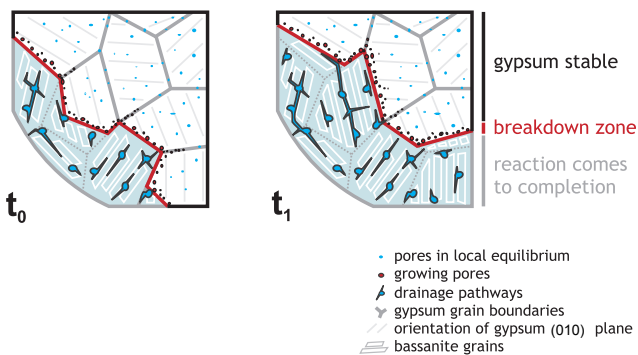 gypsum stable
breakdown zone
reaction comes
to completion
t0
t1
pores in local equilibrium
growing pores
drainage pathways
gypsum grain boundaries
orientation of gypsum (010) plane
bassanite grains